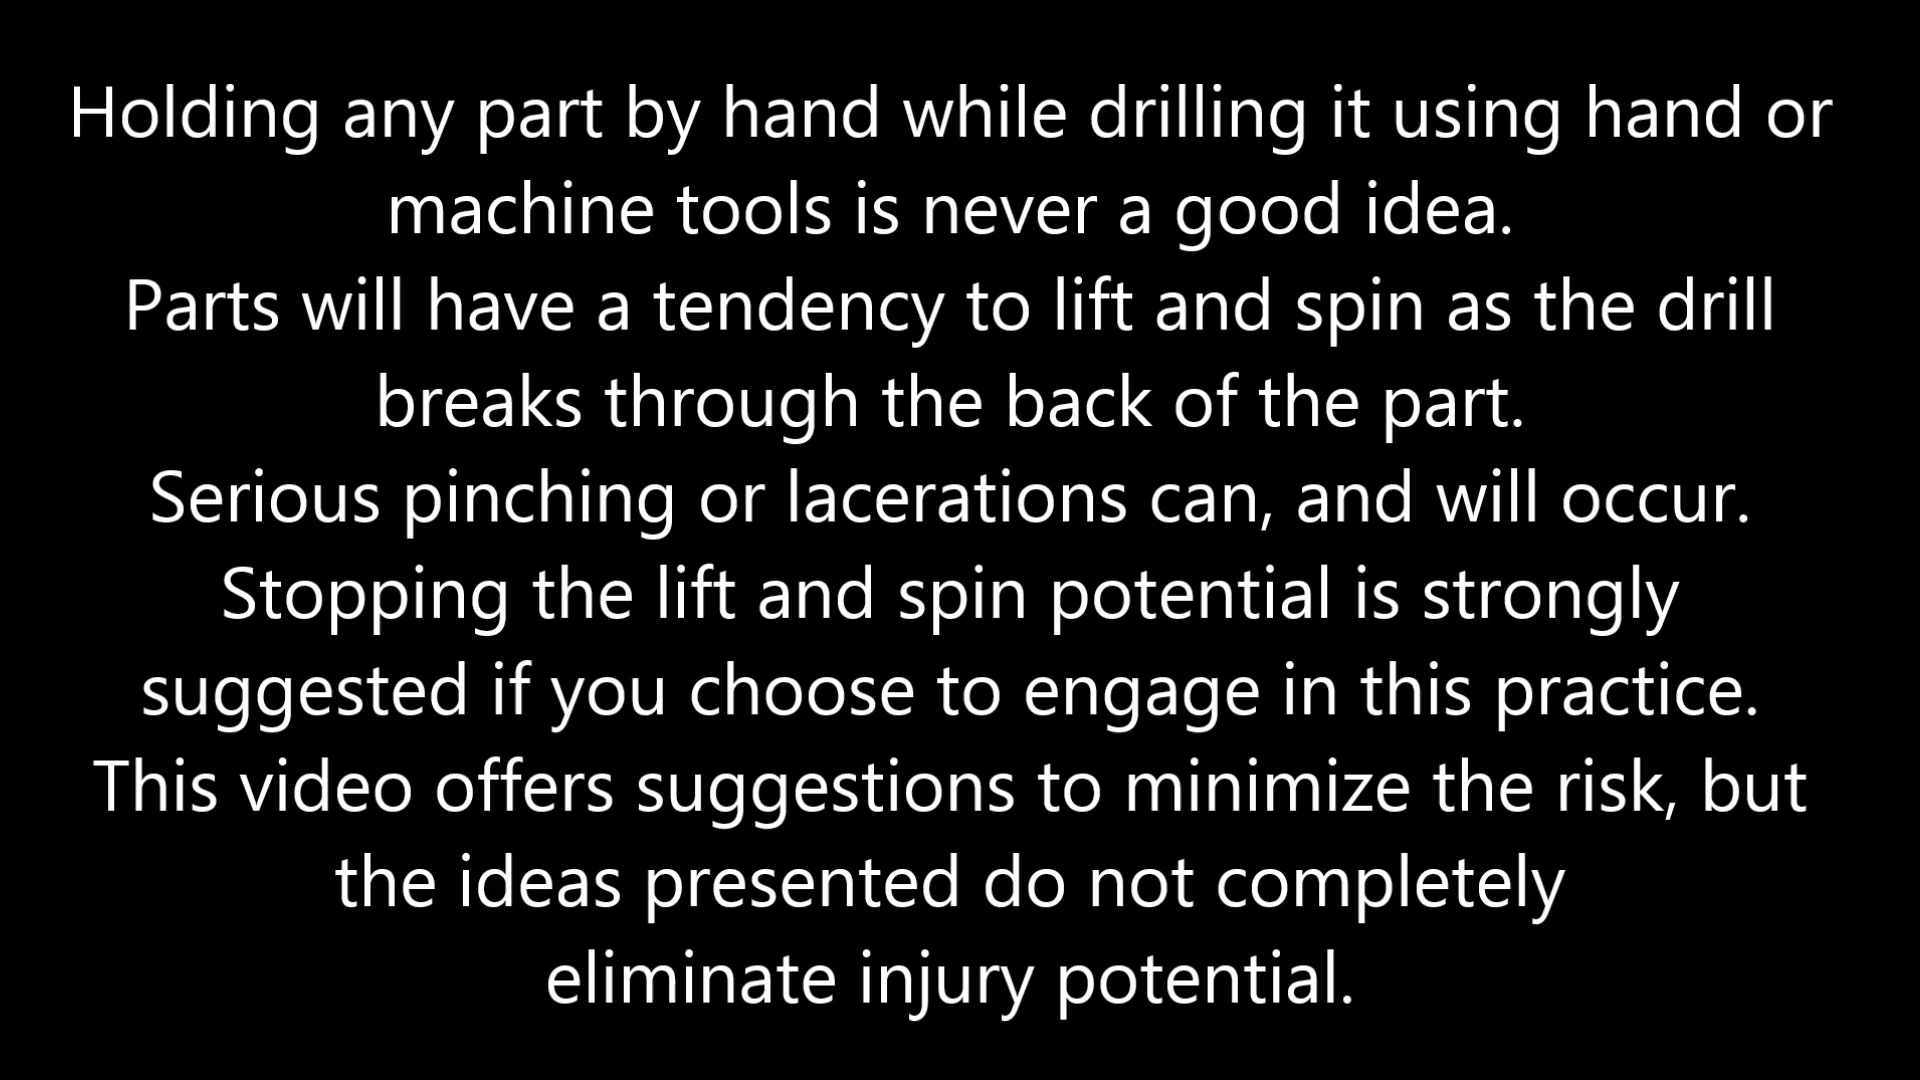 Holding any part by hand while drilling it using hand or
machine tools is never a good idea.
Parts will have a tendency to lift and spin as the drill
breaks through the back of the part.
Serious pinching or lacerations can, and will occur.
Stopping the lift and spin potential is strongly
suggested if you choose to engage in this practice.
This video offers suggestions to minimize the risk, but
the ideas presented do not completely
eliminate injury potential.